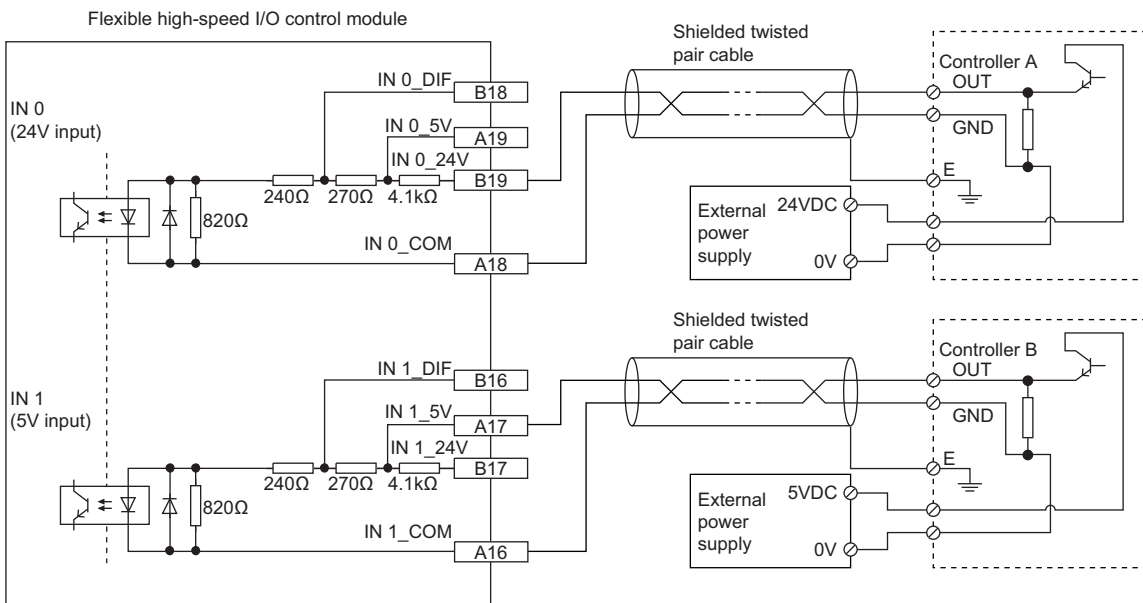 Flexible high-speed I/O control module
Shielded twisted
pair cable
Controller A
OUT
GND
E
IN 0
(24V input)
IN 0_DIF
B18
IN 0_5V
A19
IN 0_24V
B19
240Ω
270Ω
4.1kΩ
820Ω
IN 0_COM
A18
External
power
supply
24VDC
0V
Shielded twisted
pair cable
Controller B
OUT
GND
E
IN 1
(5V input)
IN 1_DIF
B16
IN 1_5V
A17
IN 1_24V
B17
240Ω
270Ω
4.1kΩ
820Ω
IN 1_COM
A16
External
power
supply
5VDC
0V